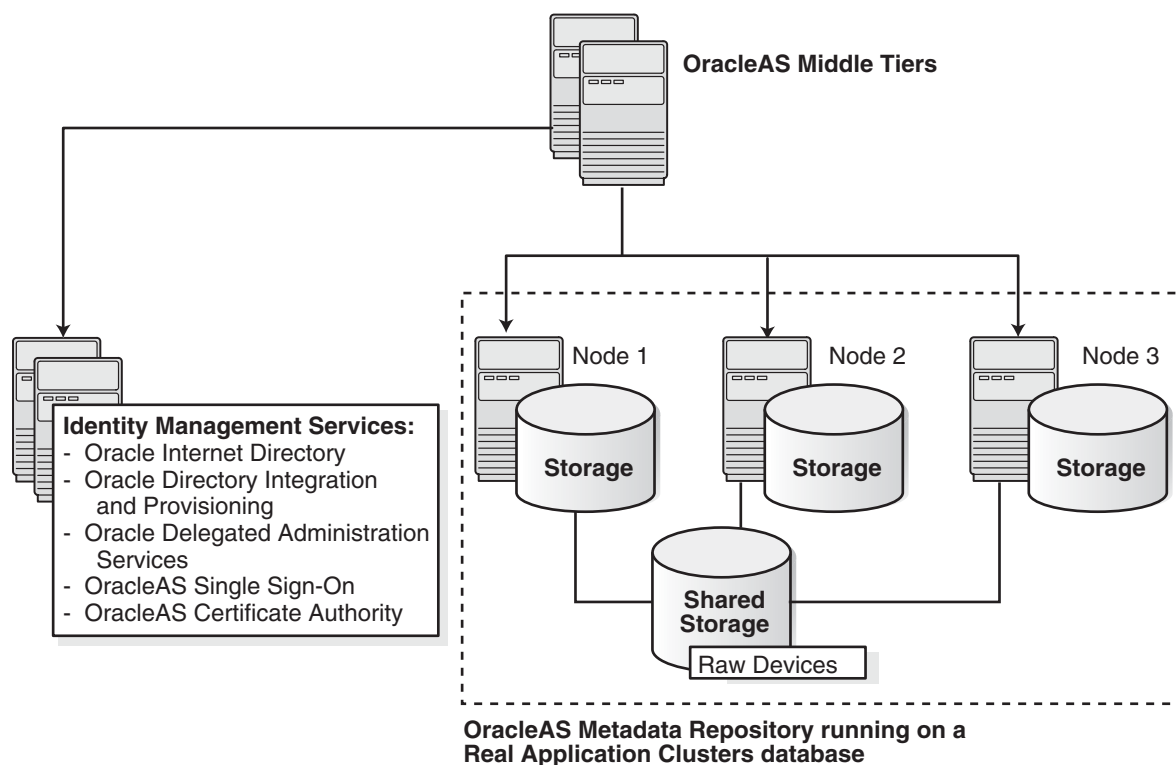 OracleAS Middle Tiers
Node 1
Node 2
Node 3
Storage
Storage
Storage
Identity Management Services:
- Oracle Internet Directory
- Oracle Directory Integration
and Provisioning
- Oracle Delegated Administration
Services
- OracleAS Single Sign-On
- OracleAS Certificate Authority
Shared
Storage
Raw Devices
OracleAS Metadata Repository running on a
Real Application Clusters database